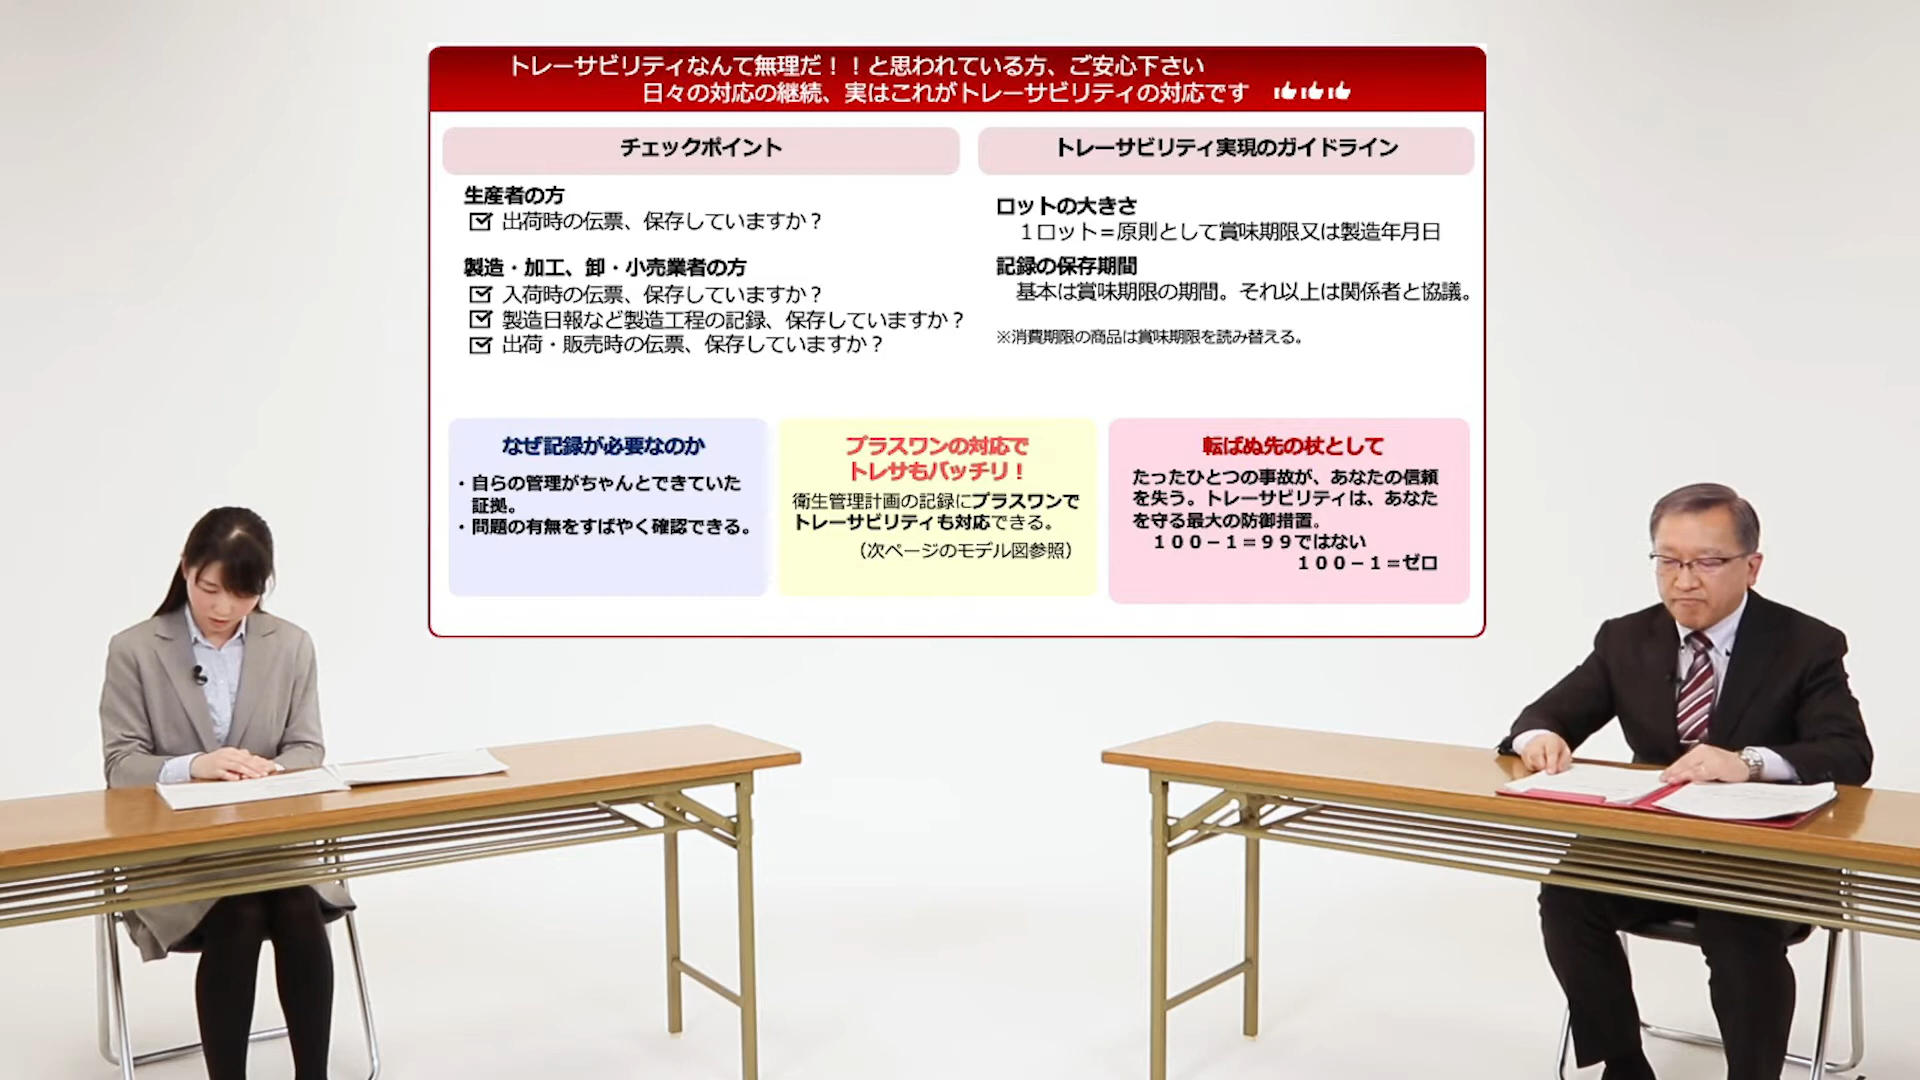 トレーサビリティなんて無理だ！！と思われている方、ご安心下さい
日々の対応の継続、実はこれがトレーサビリティの対応です
チェックポイント
生産者の方
出荷時の伝票、保存していますか？
製造・加工、卸・小売業者の方
入荷時の伝票、保存していますか？
製造日報など製造工程の記録、保存していますか？
出荷・販売時の伝票、保存していますか？
トレーサビリティ実現のガイドライン
ロットの大きさ
１ロット＝原則として賞味期限又は製造年月日
記録の保存期間
基本は賞味期限の期間。それ以上は関係者と協議。
※消費期限の商品は賞味期限を読み替える。
なぜ記録が必要なのか
・自らの管理がちゃんとできていた
証拠。
・問題の有無をすばやく確認できる。
プラスワンの対応で
トレサもバッチリ！
衛生管理計画の記録にプラスワンで
トレーサビリティも対応できる。
（次ページのモデル図参照）
転ばぬ先の杖として
たったひとつの事故が、あなたの信頼
を失う。トレーサビリティは、あなた
を守る最大の防御措置。
１００－１＝９９ではない
１００－１＝ゼロ